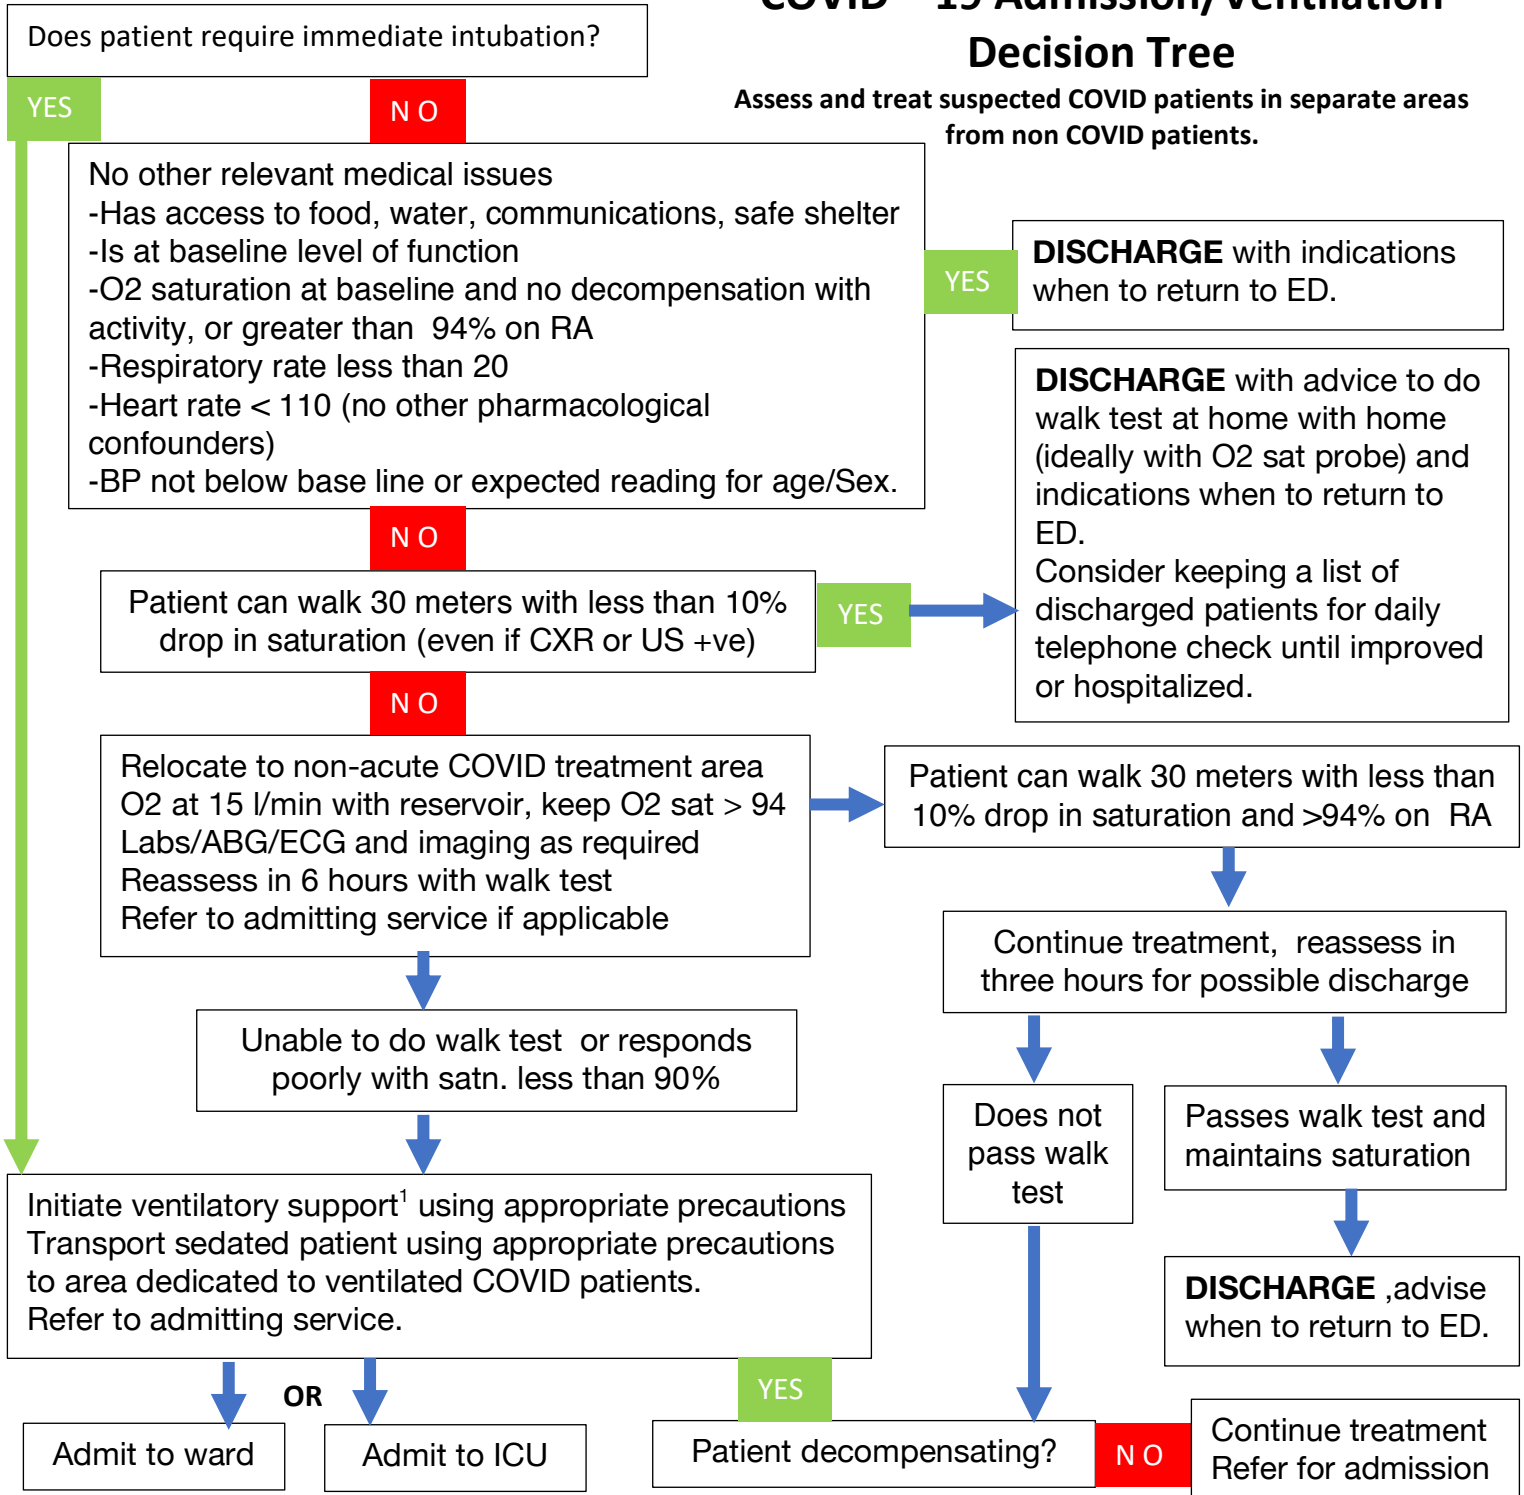 COVID – 19 Admission/Ventilation
Decision Tree
Assess and treat suspected COVID patients in separate areas
from non COVID patients.
Does patient require immediate intubation?
YES
N O
No other relevant medical issues
-Has access to food, water, communications, safe shelter
-Is at baseline level of function
-O2 saturation at baseline and no decompensation with
activity, or greater than 94% on RA
-Respiratory rate less than 20
-Heart rate < 110 (no other pharmacological
confounders)
-BP not below base line or expected reading for age/Sex.
YES
DISCHARGE with indications
when to return to ED.
N O
Patient can walk 30 meters with less than 10%
drop in saturation (even if CXR or US +ve)
YES
DISCHARGE with advice to do
walk test at home with home
(ideally with O2 sat probe) and
indications when to return to
ED.
Consider keeping a list of
discharged patients for daily
telephone check until improved
or hospitalized.
N O
Relocate to non-acute COVID treatment area
O2 at 15 l/min with reservoir, keep O2 sat > 94
Labs/ABG/ECG and imaging as required
Reassess in 6 hours with walk test
Refer to admitting service if applicable
Patient can walk 30 meters with less than
10% drop in saturation and >94% on RA
Continue treatment, reassess in
three hours for possible discharge
Unable to do walk test or responds
poorly with satn. less than 90%
Does not
pass walk
test
Passes walk test and
maintains saturation
Initiate ventilatory support¹ using appropriate precautions
Transport sedated patient using appropriate precautions
to area dedicated to ventilated COVID patients.
Refer to admitting service.
DISCHARGE ,advise
when to return to ED.
OR
Admit to ward
Admit to ICU
YES
Patient decompensating?
N O
Continue treatment
Refer for admission